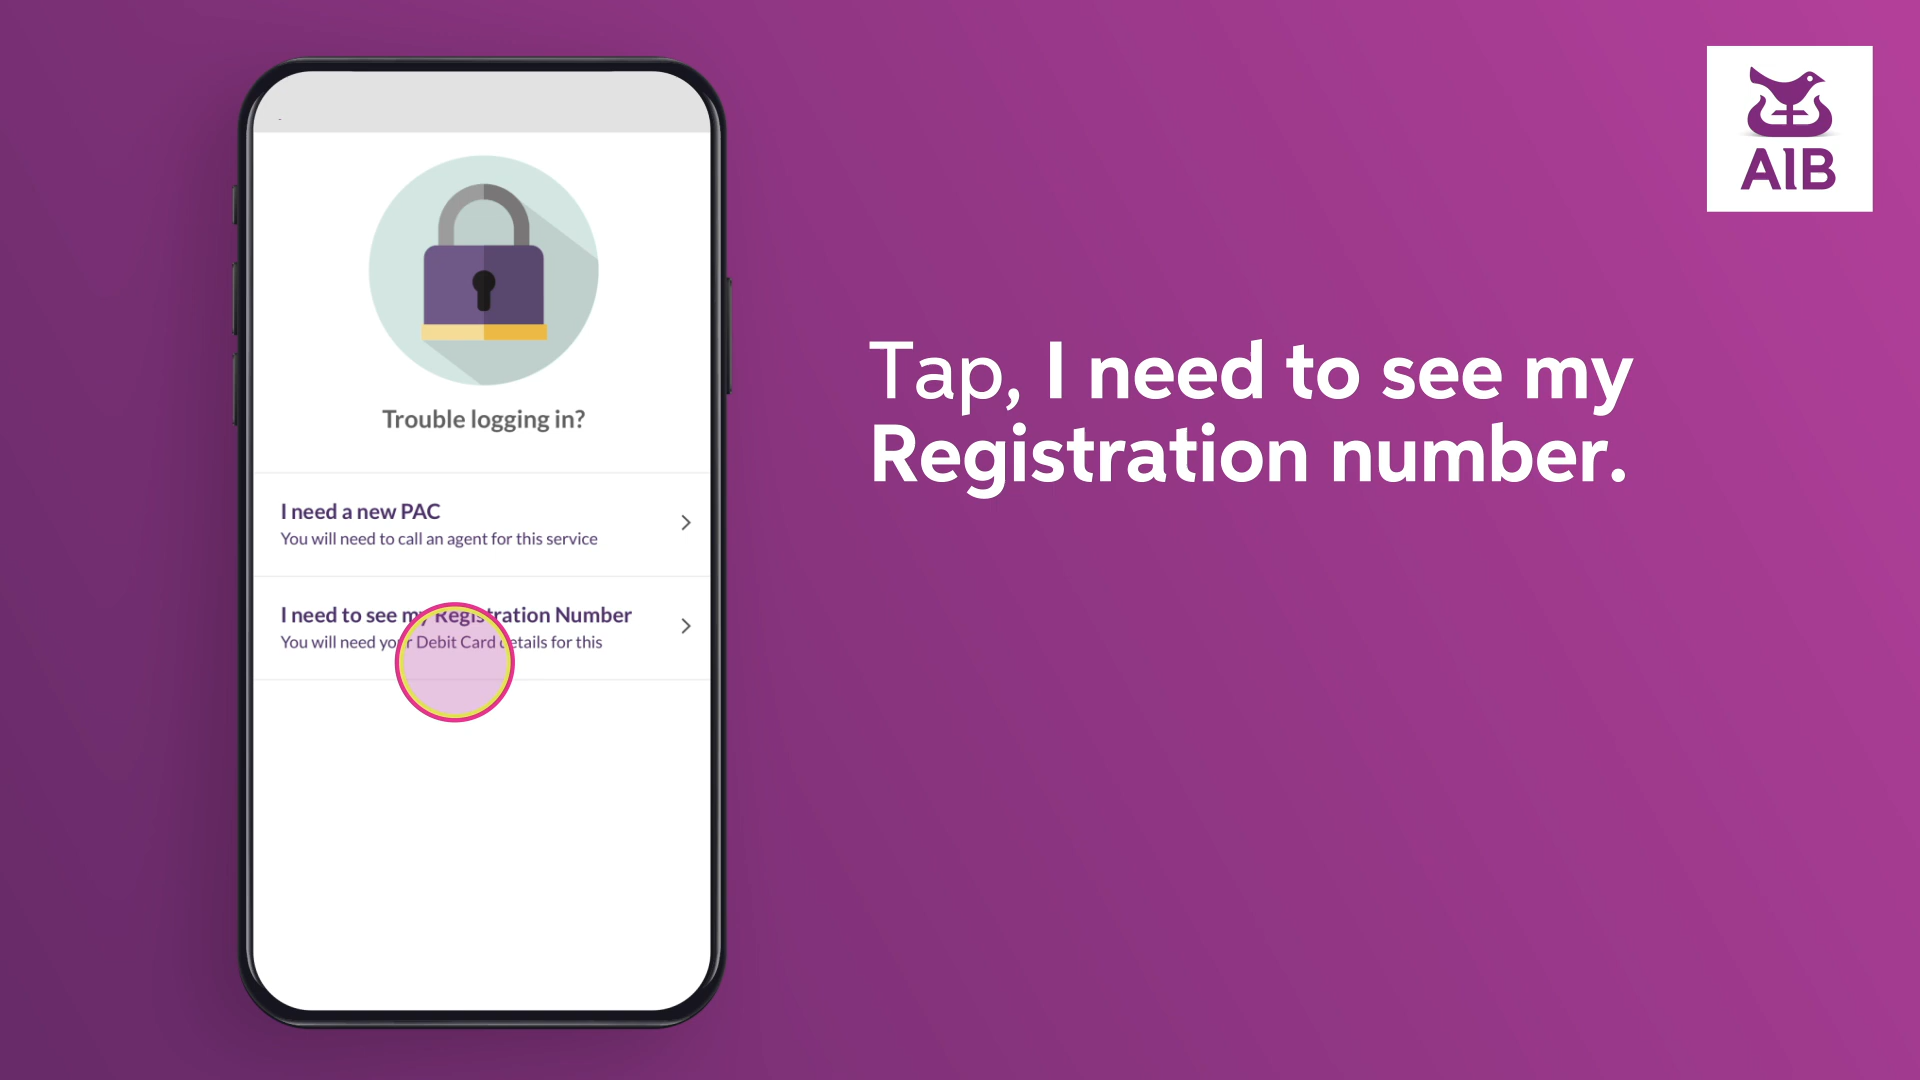 AIB
Tap, I need to see my
Registration number.
Trouble logging in?
I need a new PAC
You will need to call an agent for this service
I need to see my Registration Number
You will need your Debit Card details for this